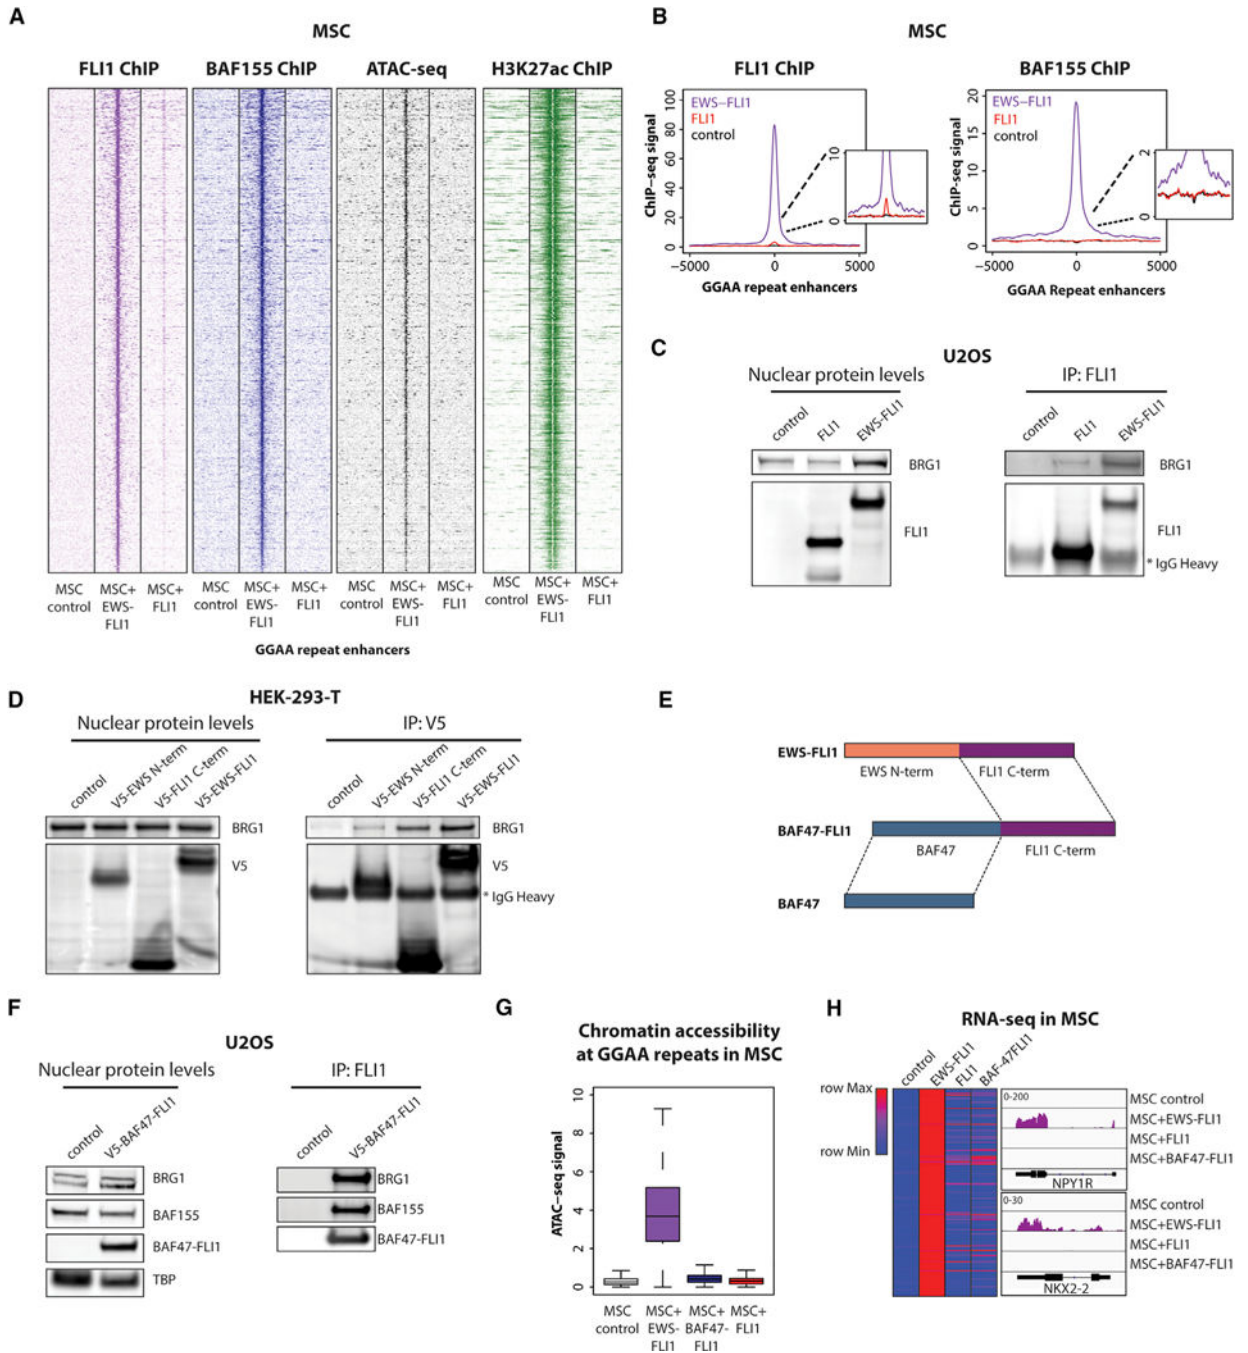 A
MSC
FLI1 ChIP
BAF155 ChIP
ATAC-seq
H3K27ac ChIP
MSC control
MSC+ EWS- FLI1
MSC+ FLI1
MSC control
MSC+ EWS- FLI1
MSC+ FLI1
MSC control
MSC+ EWS- FLI1
MSC+ FLI1
MSC control
MSC+ EWS- FLI1
MSC+ FLI1
GGAA repeat enhancers
B
MSC
FLI1 ChIP
EWS–FLI1
FLI1
control
ChIP–seq signal
100
80
60
40
20
0
10
0
−5000
0
5000
GGAA repeat enhancers
BAF155 ChIP
EWS–FLI1
FLI1
control
ChIP-seq signal
20
15
10
5
0
2
0
−5000
0
5000
GGAA Repeat enhancers
C
U2OS
Nuclear protein levels
control
FLI1
EWS-FLI1
BRG1
FLI1
IP: FLI1
control
FLI1
EWS-FLI1
BRG1
FLI1
* IgG Heavy
D
HEK-293-T
Nuclear protein levels
control
V5-EWS N-term
V5-FLI1 C-term
V5-EWS-FLI1
BRG1
V5
IP: V5
control
V5-EWS N-term
V5-FLI1 C-term
V5-EWS-FLI1
BRG1
V5
* IgG Heavy
E
EWS-FLI1
EWS N-term
FLI1 C-term
BAF47-FLI1
BAF47
FLI1 C-term
BAF47
F
U2OS
Nuclear protein levels
control
V5-BAF47-FLI1
BRG1
BAF155
BAF47-FLI1
TBP
IP: FLI1
control
V5-BAF47-FLI1
BRG1
BAF155
BAF47-FLI1
G
Chromatin accessibility
at GGAA repeats in MSC
ATAC−seq signal
10
8
6
4
2
0
MSC control
MSC+ EWS- FLI1
MSC+ BAF47- FLI1
MSC+ FLI1
H
RNA-seq in MSC
row Max
row Min
control
EWS-FLI1
FLI1
BAF-47FLI1
0-200
MSC control
MSC+EWS-FLI1
MSC+FLI1
MSC+BAF47-FLI1
NPY1R
0-30
MSC control
MSC+EWS-FLI1
MSC+FLI1
MSC+BAF47-FLI1
NKX2-2